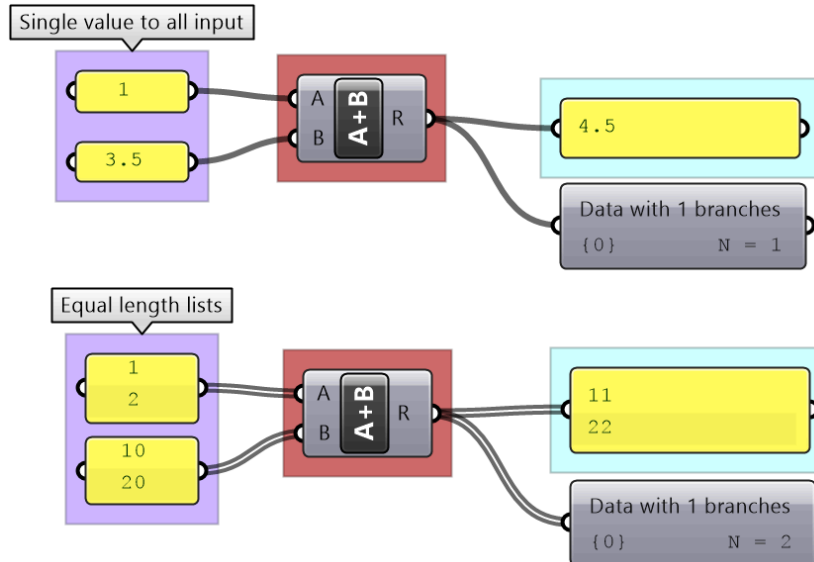 Single value to all input
1
3.5
A
B
A+B
R
4.5
Data with 1 branches
{0} N = 1
Equal length lists
1
2
10
20
A
B
A+B
R
11
22
Data with 1 branches
{0} N = 2